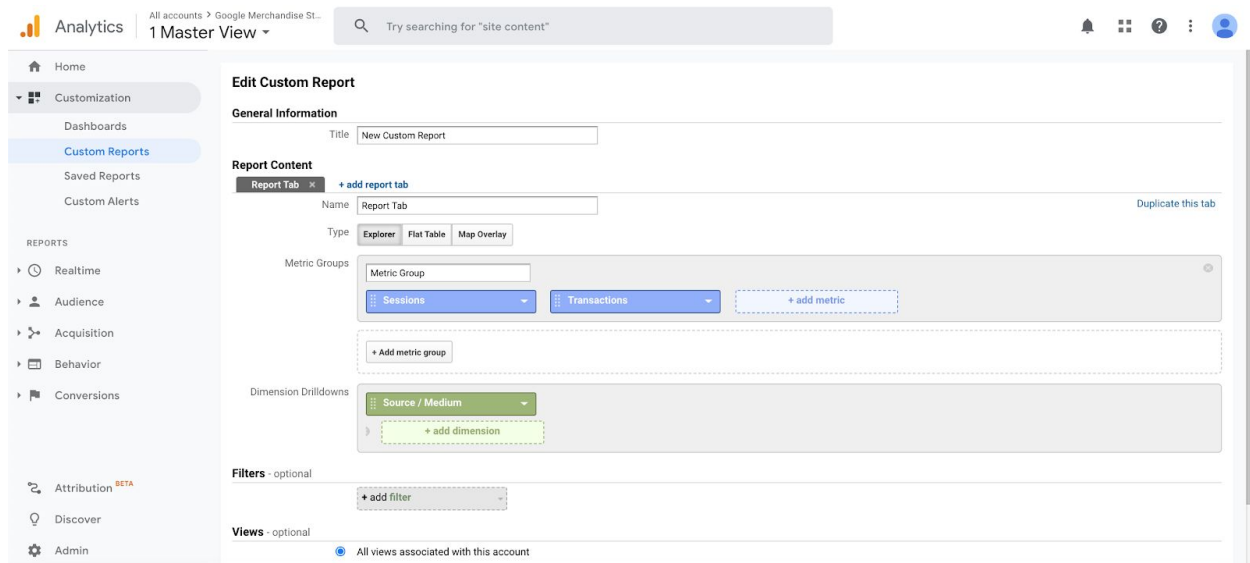 Analytics
All accounts > Google Merchandise St...
1 Master View
Try searching for "site content"
Home
Customization
Dashboards
Custom Reports
Saved Reports
Custom Alerts
REPORTS
Realtime
Audience
Acquisition
Behavior
Conversions
Attribution BETA
Discover
Admin
Edit Custom Report
General Information
Title New Custom Report
Report Content
Report Tab × + add report tab
Name Report Tab Duplicate this tab
Type Explorer Flat Table Map Overlay
Metric Groups
Metric Group
Sessions Transactions + add metric
+ Add metric group
Dimension Drilldowns
Source / Medium
+ add dimension
Filters - optional
+ add filter
Views - optional
All views associated with this account